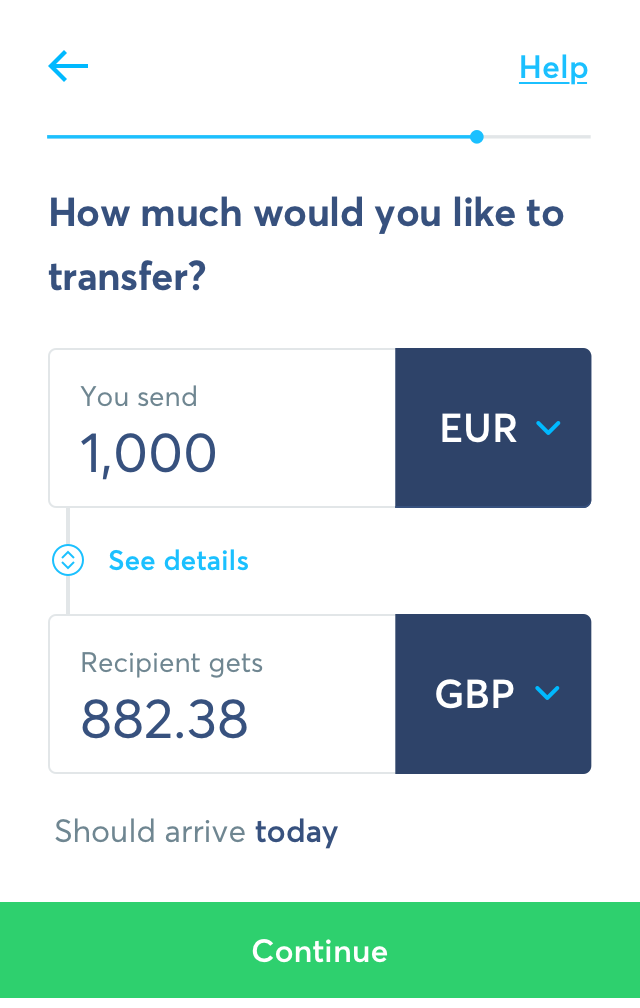 Help
How much would you like to
transfer?
You send
1,000
EUR
See details
Recipient gets
882.38
GBP
Should arrive today
Continue